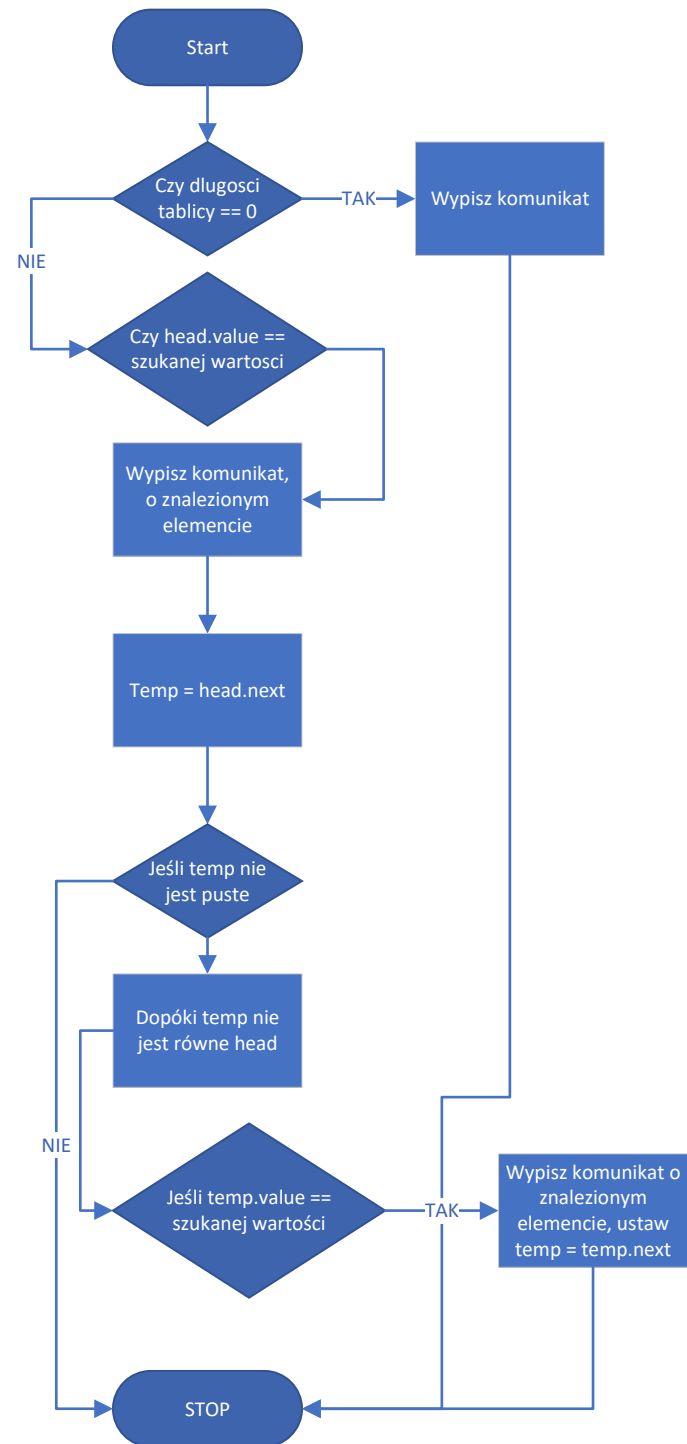 Start
Czy dlugosci
tablicy == 0
TAK
Wypisz komunikat
NIE
Czy head.value ==
szukanej wartosci
Wypisz komunikat,
o znalezionym
elemencie
Temp = head.next
Jeśli temp nie
jest puste
Dopóki temp nie
jest równe head
NIE
Jeśli temp.value ==
szukanej wartości
TAK
Wypisz komunikat o
znalezionym
elemencie, ustaw
temp = temp.next
STOP